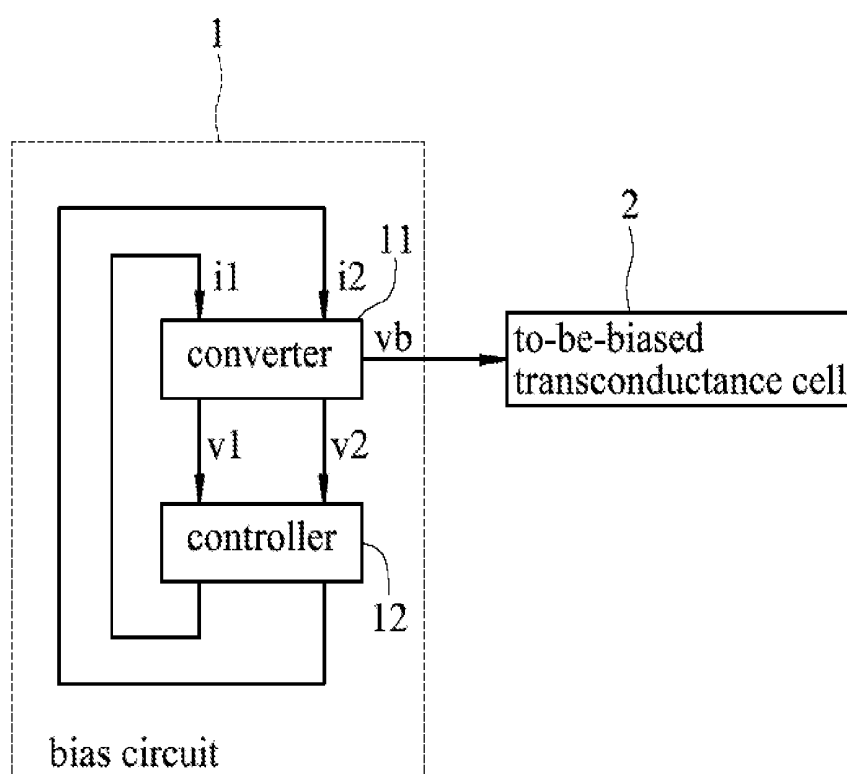 1
2
11
i1
i2
converter
vb
to-be-biased
transconductance cell
v1
v2
controller
12
bias circuit